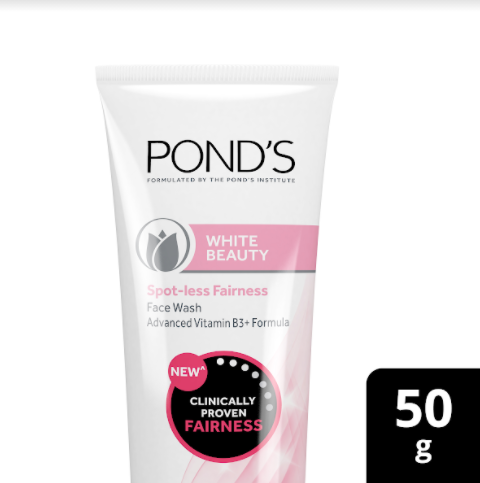 POND'S
FORMULATED BY THE POND'S INSTITUTE
WHITE
BEAUTY
Spot-less Fairness
Face Wash
Advanced Vitamin B3+ Formula
NEW^
CLINICALLY
PROVEN
FAIRNESS
50
g